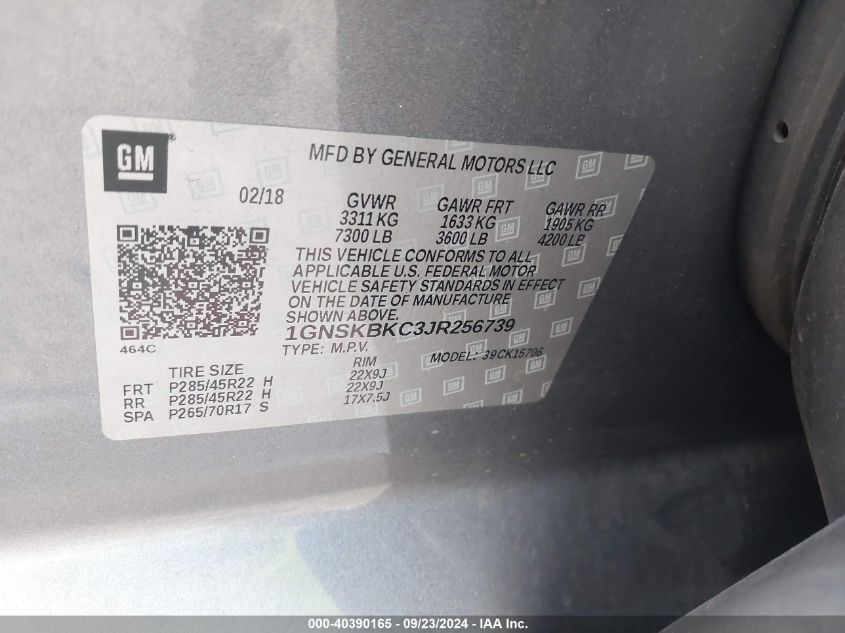 GM
MFD BY GENERAL MOTORS LLC
02/18 GVWR GAWR FRT GAWR RR
3311 KG 1633 KG 1905 KG
7300 LB 3600 LB 4200 LB
THIS VEHICLE CONFORMS TO ALL
APPLICABLE U.S. FEDERAL MOTOR
VEHICLE SAFETY STANDARDS IN EFFECT
ON THE DATE OF MANUFACTURE
SHOWN ABOVE.
1GNSKBKC3JR256739
464C TYPE: M.P.V. MODEL: 39CK15706
TIRE SIZE RIM
FRT P285/45R22 H 22X9J
RR P285/45R22 H 22X9J
SPA P265/70R17 S 17X7.5J
000-40390165 - 09/23/2024 - Copyright © 2024 IAA, Inc.